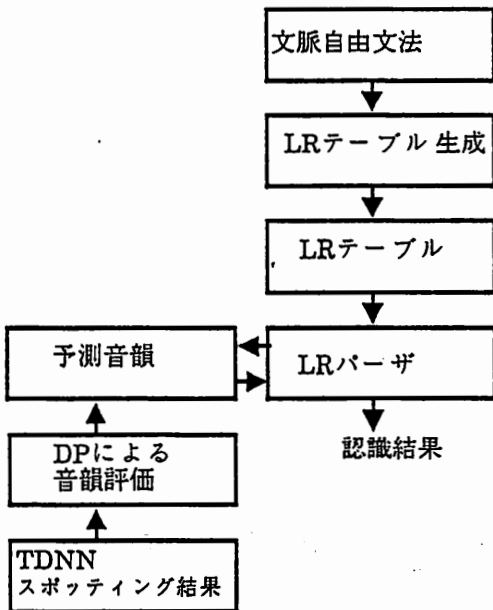 文脈自由文法
LRテーブル生成
LRテーブル
予測音韻
LRパーザ
認識結果
DPによる
音韻評価
TDNN
スポッティング結果